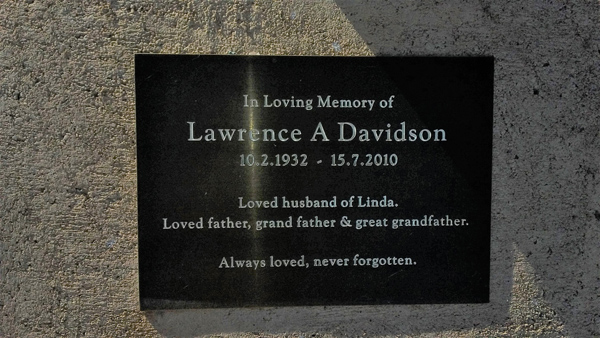 In Loving Memory of
Lawrence A Davidson
10.2.1932 - 15.7.2010
Loved husband of Linda.
Loved father, grand father & great grandfather.
Always loved, never forgotten.